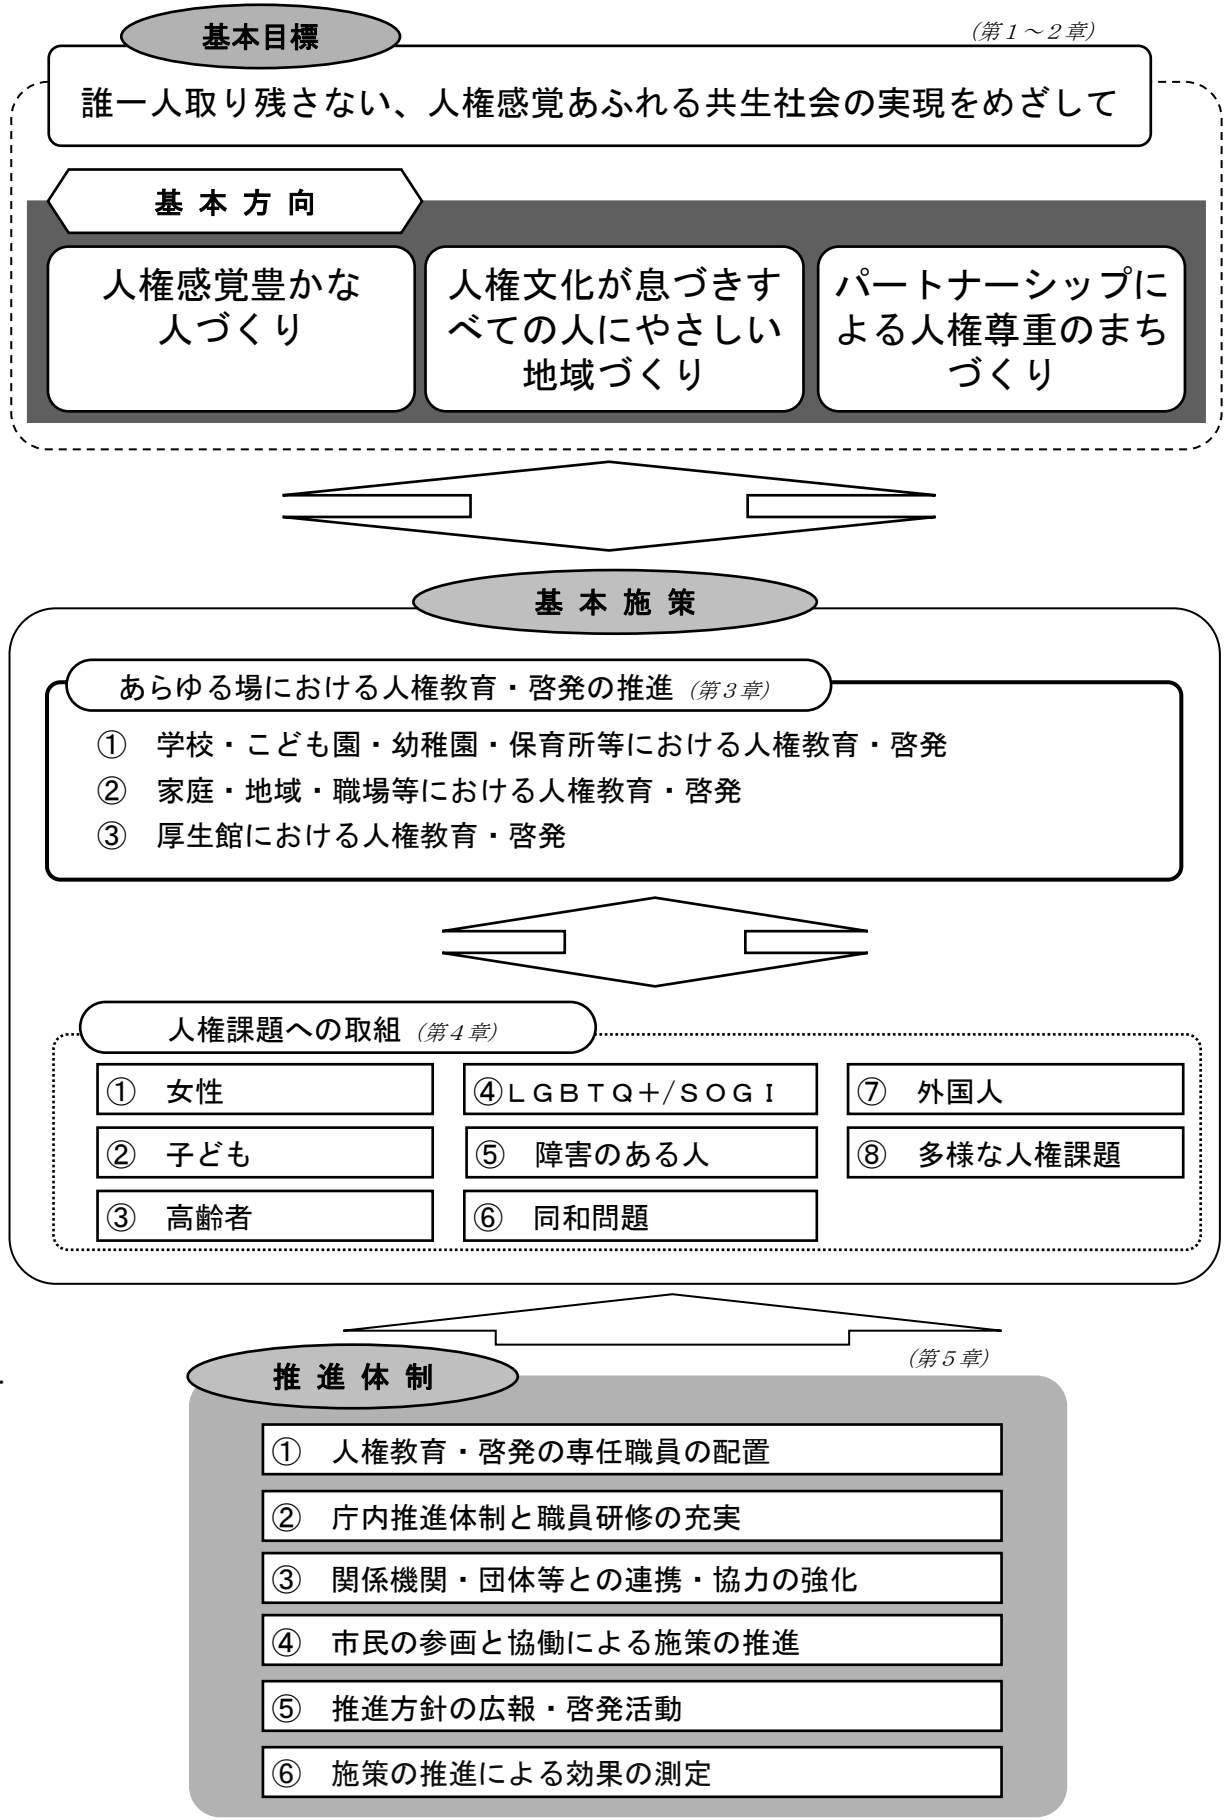 基本目標
(第1～2章)
誰一人取り残さない、人権感覚あふれる共生社会の実現をめざして
基本方向
人権感覚豊かな
人づくり
人権文化が息づきす
べての人にやさしい
地域づくり
パートナーシップに
よる人権尊重のまち
づくり
基本施策
あらゆる場における人権教育・啓発の推進 (第3章)
① 学校・こども園・幼稚園・保育所等における人権教育・啓発
② 家庭・地域・職場等における人権教育・啓発
③ 厚生館における人権教育・啓発
人権課題への取組 (第4章)
① 女性
② 子ども
③ 高齢者
④LGBTQ+/SOGI
⑤ 障害のある人
⑥ 同和問題
⑦ 外国人
⑧ 多様な人権課題
(第5章)
推進体制
① 人権教育・啓発の専任職員の配置
② 庁内推進体制と職員研修の充実
③ 関係機関・団体等との連携・協力の強化
④ 市民の参画と協働による施策の推進
⑤ 推進方針の広報・啓発活動
⑥ 施策の推進による効果の測定